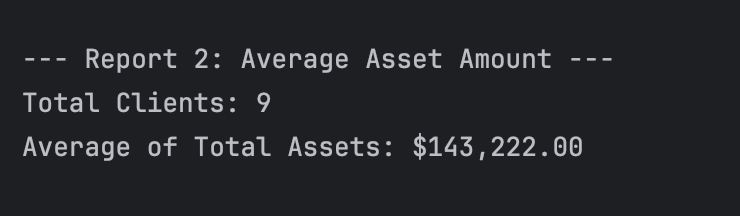 --- Report 2: Average Asset Amount ---
Total Clients: 9
Average of Total Assets: $143,222.00